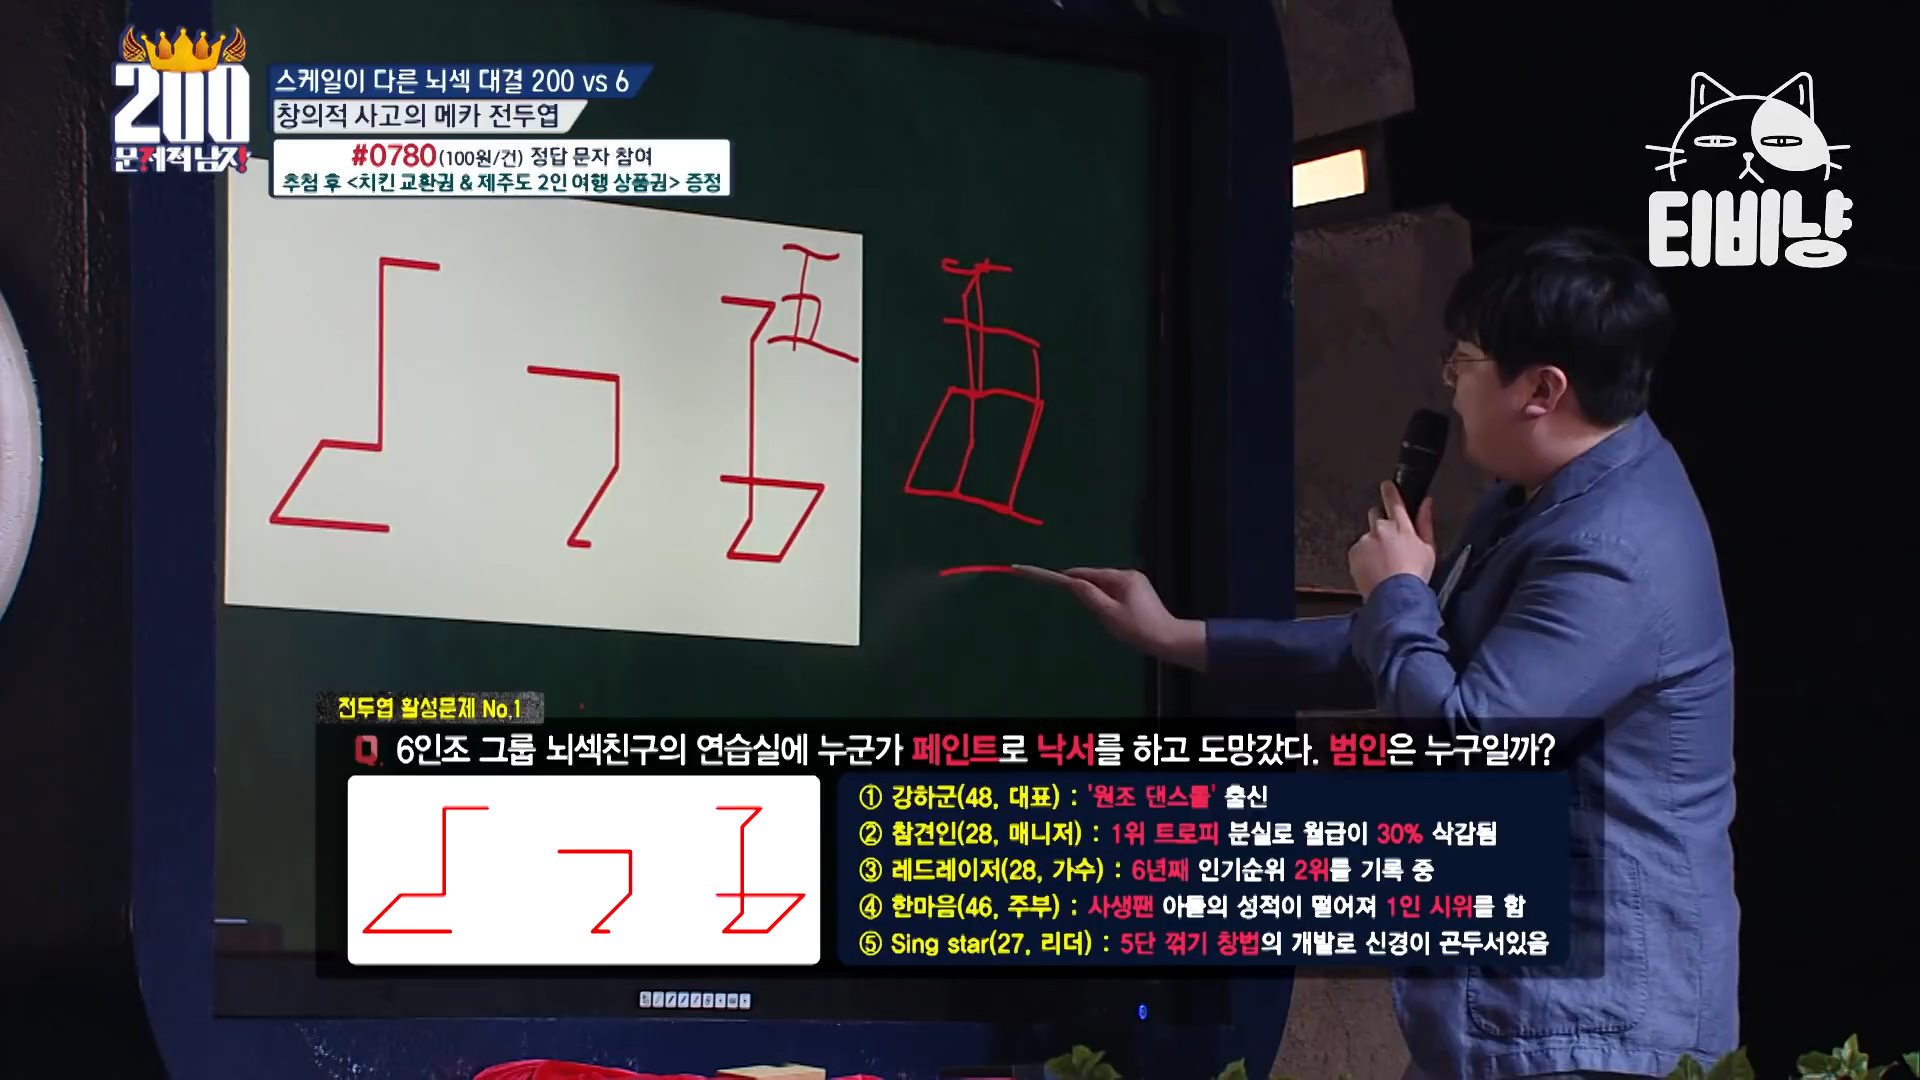 200
문제적 남자
스케일이 다른 뇌섹 대결 200 vs 6
창의적 사고의 메카 전두엽
#0780(100원/건) 정답 문자 참여
추첨 후 <치킨 교환권 & 제주도 2인 여행 상품권> 증정
티비냥
전두엽 활성문제 No.1
Q. 6인조 그룹 뇌섹친구의 연습실에 누군가 페인트로 낙서를 하고 도망갔다. 범인은 누구일까?
① 강하군(48, 대표) : '원조 댄스돌' 출신
② 참견인(28, 매니저) : 1위 트로피 분실로 월급이 30% 삭감됨
③ 레드레이저(28, 가수) : 6년째 인기순위 2위를 기록 중
④ 한마음(46, 주부) : 사생팬 아들의 성적이 떨어져 1인 시위를 함
⑤ Sing star(27, 리더) : 5단 꺾기 창법의 개발로 신경이 곤두서있음